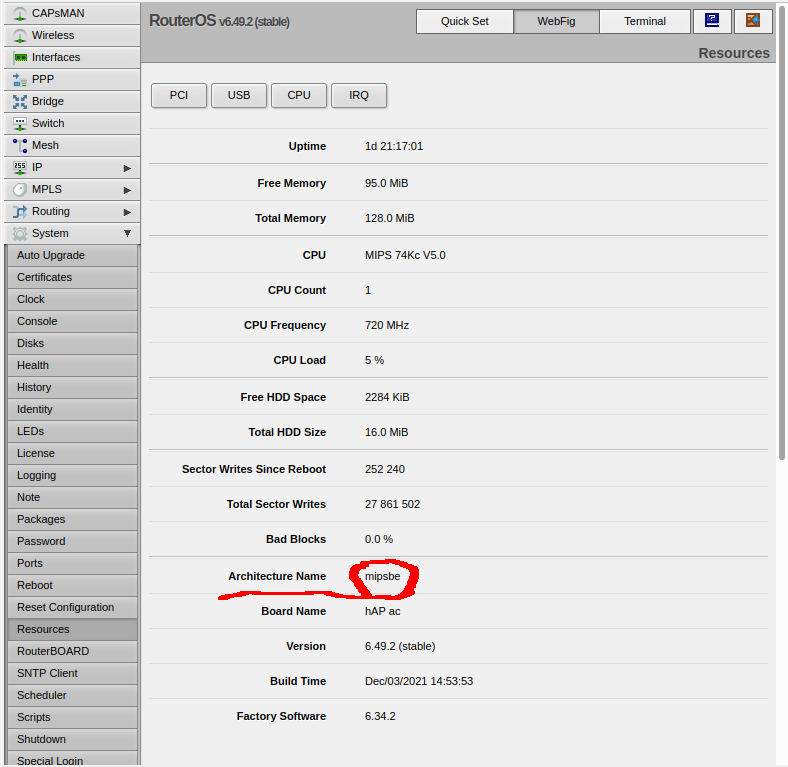 CAPsMAN
Wireless
Interfaces
PPP
Bridge
Switch
Mesh
IP
MPLS
Routing
System
Auto Upgrade
Certificates
Clock
Console
Disks
Health
History
Identity
LEDs
License
Logging
Note
Packages
Password
Ports
Reboot
Reset Configuration
Resources
RouterBOARD
SNTP Client
Scheduler
Scripts
Shutdown
Special Login
RouterOS v6.49.2 (stable)
Quick Set WebFig Terminal
Resources
PCI USB CPU IRQ
Uptime 1d 21:17:01
Free Memory 95.0 MiB
Total Memory 128.0 MiB
CPU MIPS 74Kc V5.0
CPU Count 1
CPU Frequency 720 MHz
CPU Load 5 %
Free HDD Space 2284 KiB
Total HDD Size 16.0 MiB
Sector Writes Since Reboot 252 240
Total Sector Writes 27 861 502
Bad Blocks 0.0 %
Architecture Name mipsbe
Board Name hAP ac
Version 6.49.2 (stable)
Build Time Dec/03/2021 14:53:53
Factory Software 6.34.2